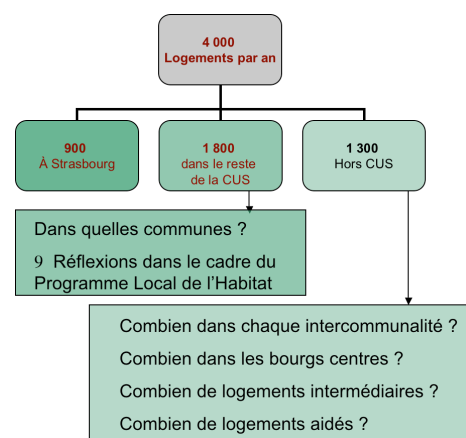 4 000
Logements par an
900
À Strasbourg
1 800
dans le reste
de la CUS
1 300
Hors CUS
Dans quelles communes ?
9 Réflexions dans le cadre du
Programme Local de l’Habitat
Combien dans chaque intercommunalité ?
Combien dans les bourgs centres ?
Combien de logements intermédiaires ?
Combien de logements aidés ?